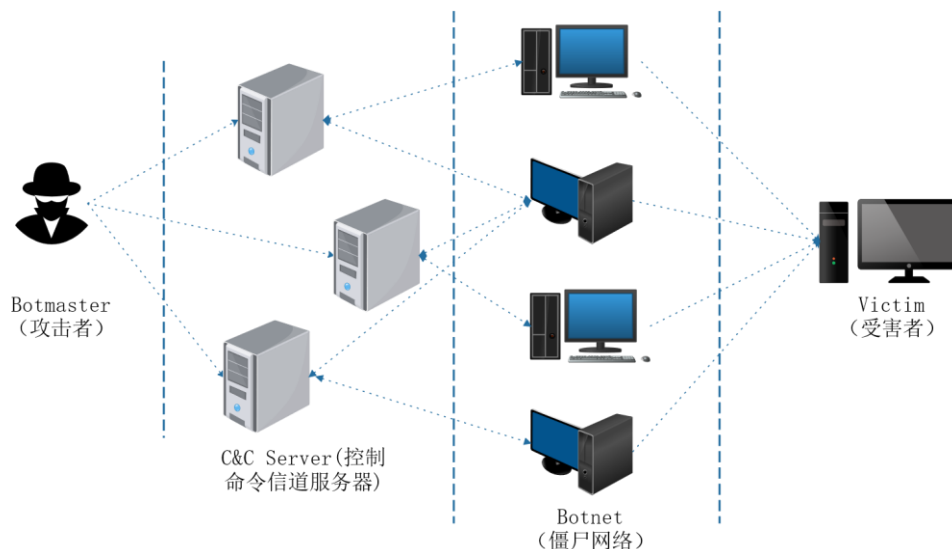 Botmaster
（攻击者）
C&C Server(控制
命令信道服务器)
Botnet
（僵尸网络）
Victim
（受害者）